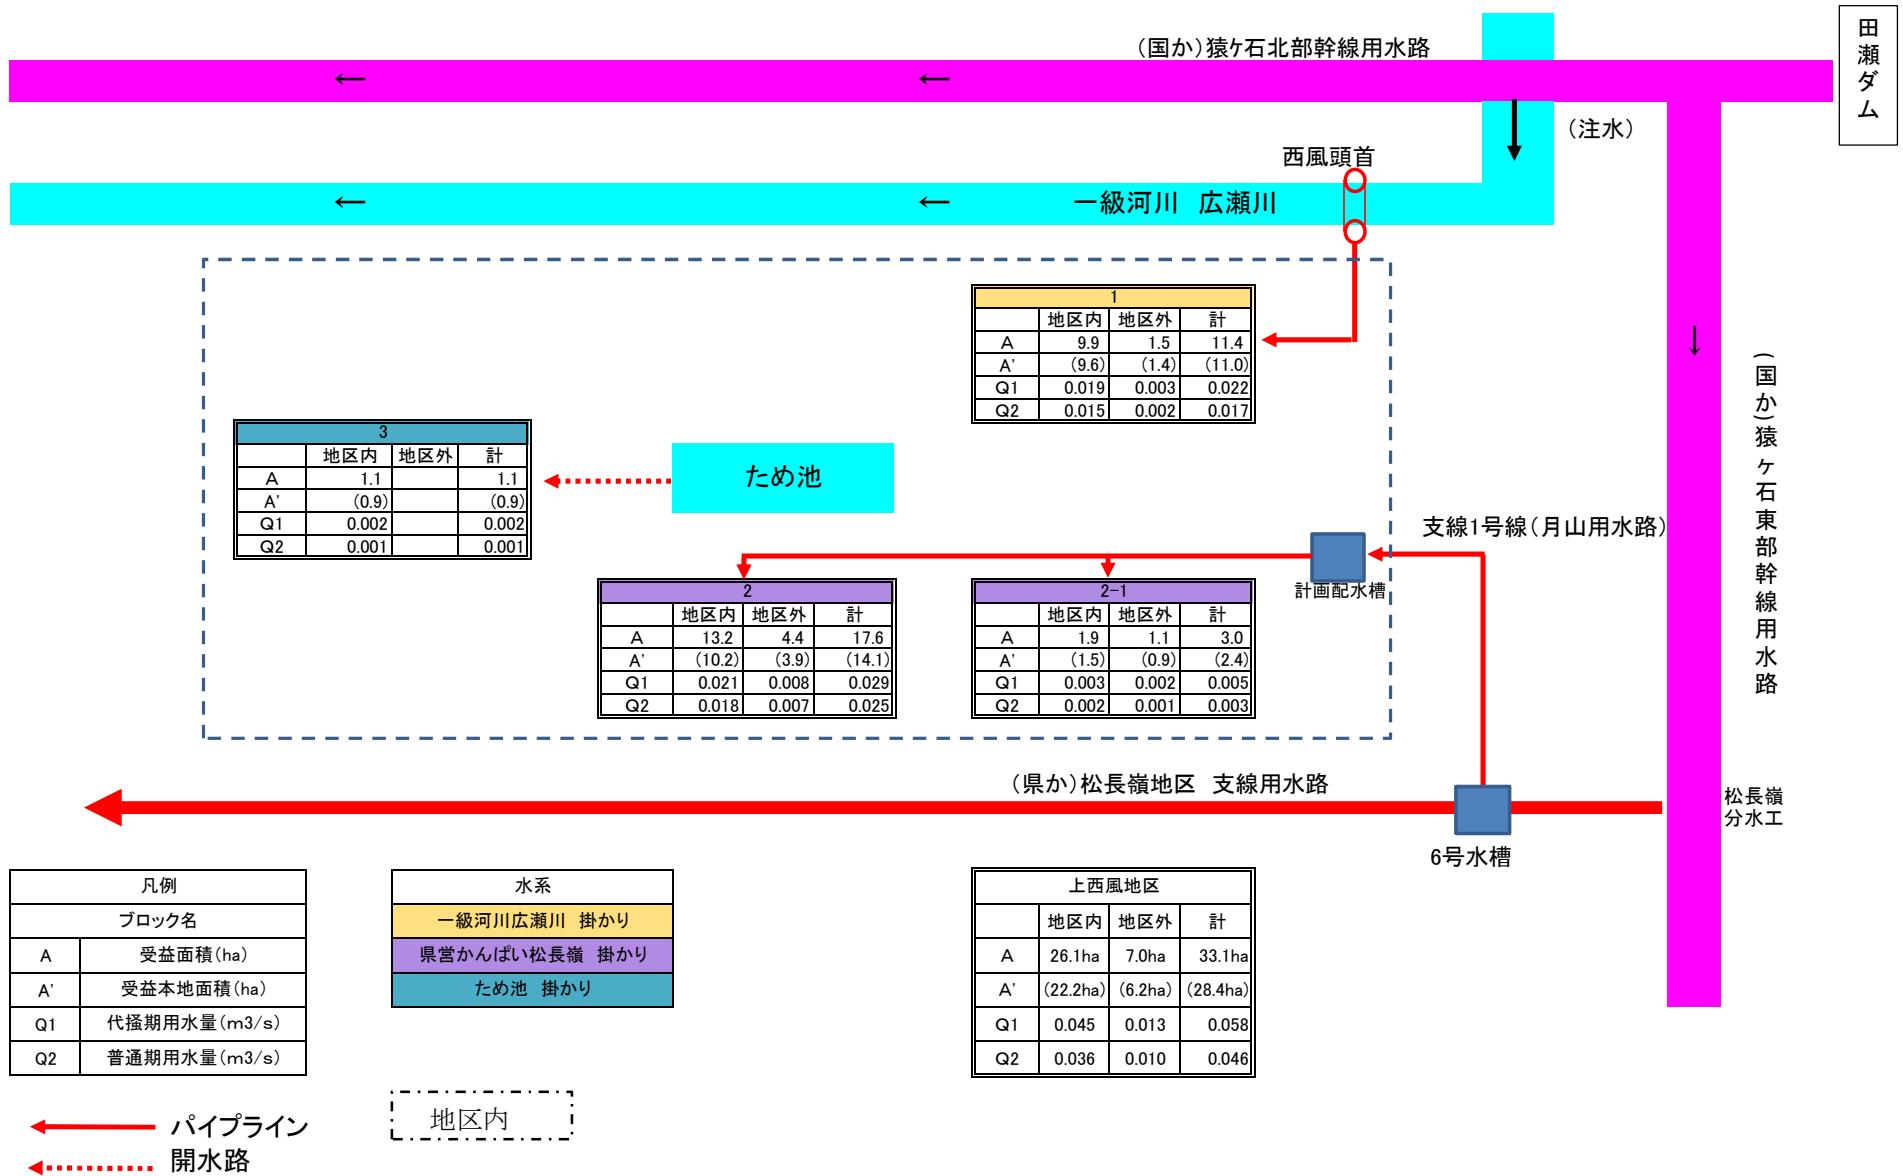 田瀬ダム
(国か)猿ケ石北部幹線用水路
←
←
(注水)
西風頭首
←
←
一級河川 広瀬川
1
地区内 地区外 計
A 9.9 1.5 11.4
A' (9.6) (1.4) (11.0)
Q1 0.019 0.003 0.022
Q2 0.015 0.002 0.017
↓
(国か)猿ヶ石東部幹線用水路
3
地区内 地区外 計
A 1.1 1.1
A' (0.9) (0.9)
Q1 0.002 0.002
Q2 0.001 0.001
ため池
支線1号線(月山用水路)
計画配水槽
2
地区内 地区外 計
A 13.2 4.4 17.6
A' (10.2) (3.9) (14.1)
Q1 0.021 0.008 0.029
Q2 0.018 0.007 0.025
2-1
地区内 地区外 計
A 1.9 1.1 3.0
A' (1.5) (0.9) (2.4)
Q1 0.003 0.002 0.005
Q2 0.002 0.001 0.003
(県か)松長嶺地区 支線用水路
松長嶺
分水工
6号水槽
凡例
ブロック名
A 受益面積(ha)
A' 受益本地面積(ha)
Q1 代掻期用水量(m3/s)
Q2 普通期用水量(m3/s)
水系
一級河川広瀬川 掛かり
県営かんぱい松長嶺 掛かり
ため池 掛かり
上西風地区
地区内 地区外 計
A 26.1ha 7.0ha 33.1ha
A' (22.2ha) (6.2ha) (28.4ha)
Q1 0.045 0.013 0.058
Q2 0.036 0.010 0.046
パイプライン
開水路
地区内